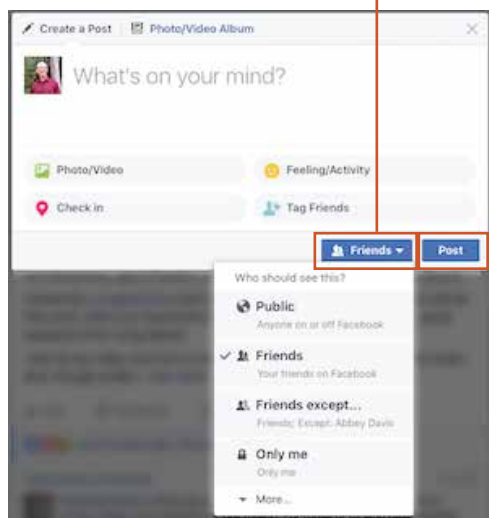 Create a Post Photo/Video Album
What's on your mind?
Photo/Video Feeling/Activity
Check in Tag Friends
Friends Post
Who should see this?
Public
Anyone on or off Facebook
Friends
Your friends on Facebook
Friends except...
Friends; Except: Abbey Davis
Only me
Only me
More...